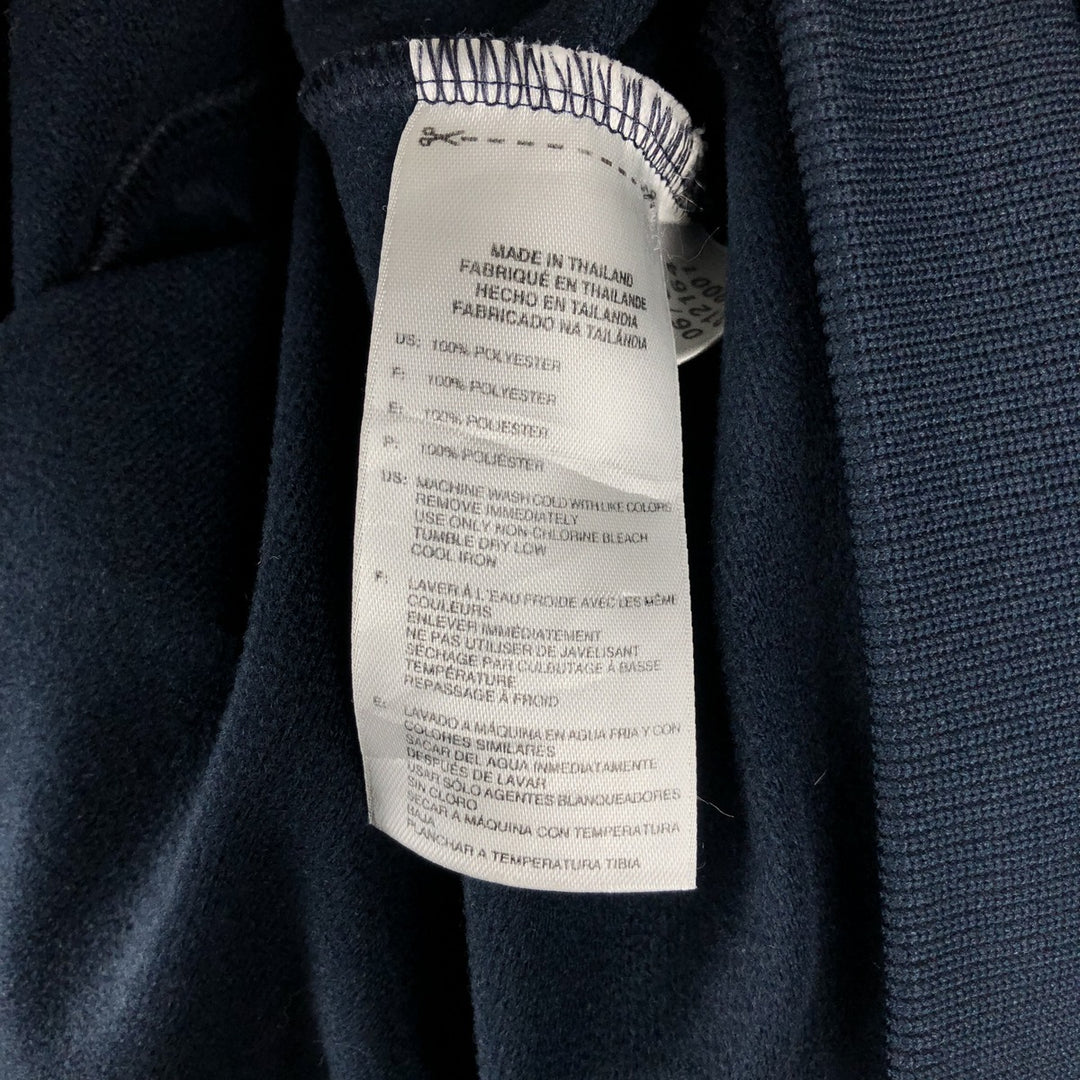 MADE IN THAILAND
FABRIQUÉ EN THAILANDE
HECHO EN TAILANDIA
FABRICADO NA TAILÂNDIA
US: 100% POLYESTER
F: 100% POLYESTER
E: 100% POLIESTER
P: 100% POLIÉSTER
US: MACHINE WASH COLD WITH LIKE COLORS
REMOVE IMMEDIATELY
USE ONLY NON-CHLORINE BLEACH
TUMBLE DRY LOW
COOL IRON
F: LAVER À L'EAU FROIDE AVEC LES MÊME
COULEURS
ENLEVER IMMÉDIATEMENT
NE PAS UTILISER DE JAVELISANT
SÉCHAGE PAR CULBUTAGE À BASSE
TEMPÉRATURE
REPASSAGE À FROID
E: LAVADO A MÁQUINA EN AGUA FRIA Y CON
COLORES SIMILARES
SACAR DEL AGUA INMEDIATAMENTE
DESPUÉS DE LAVAR
USAR SOLO AGENTES BLANQUEADORES
SIN CLORO
SECAR A MÁQUINA CON TEMPERATURA
BAJA
PLANCHAR A TEMPERATURA TIBIA